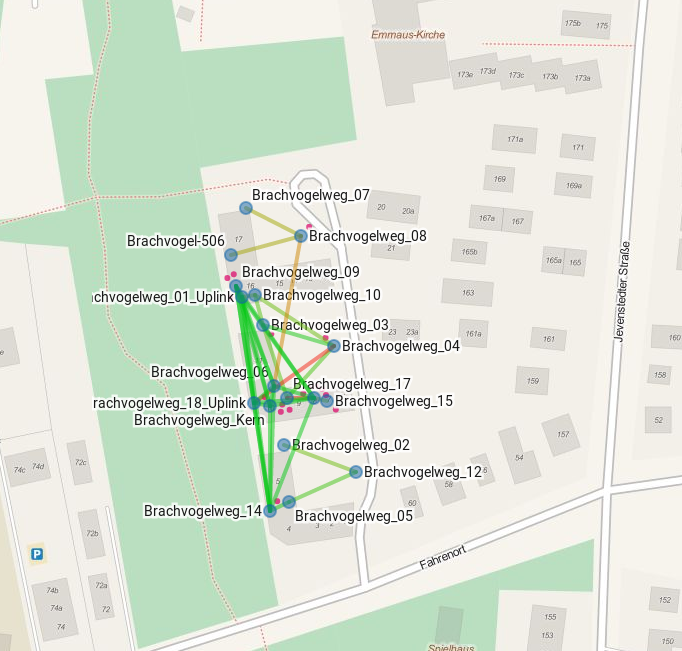 175b
175
Emmaus-Kirche
173e
173d
173c
173b
173a
171a
171
169
169a
Brachvogelweg_07
20
20a
167a
167
17
Brachvogelweg_08
Brachvogel-506
21
165b
165a
165
Brachvogelweg_09
16
163
chvogelweg_01_Uplink
Brachvogelweg_10
Brachvogelweg_03
23
23a
161a
161
160
Brachvogelweg_04
Jevenstedter Straße
Brachvogelweg_06
Brachvogelweg_17
159
158
rachvogelweg_18_Uplink
9
Brachvogelweg_15
Brachvogelweg_Kern
52
157
Brachvogelweg_02
54
74c
74d
72c
Brachvogelweg_12
56
58
5
60
Brachvogelweg_14
Brachvogelweg_05
4
3
72b
P
Fahrenort
74b
74a
74
72a
72
152
155
153
150
Spielhaus